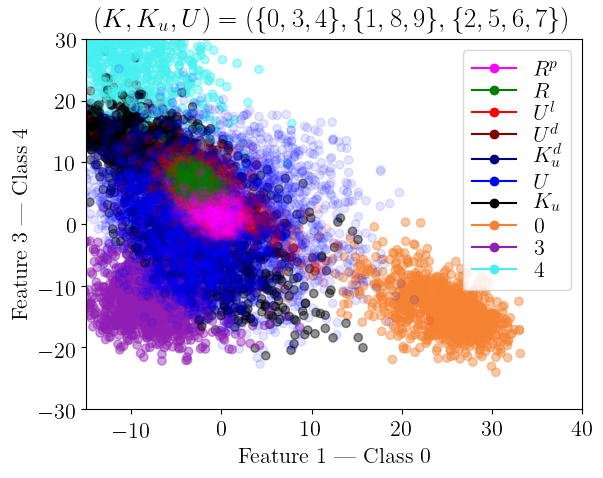 (K, K_u, U) = ({0, 3, 4}, {1, 8, 9}, {2, 5, 6, 7})
30
20
10
0
−10
−20
−30
Feature 3 — Class 4
R^p
R
U^l
U^d
K_u^d
U
K_u
0
3
4
−10
0
10
20
30
40
Feature 1 — Class 0